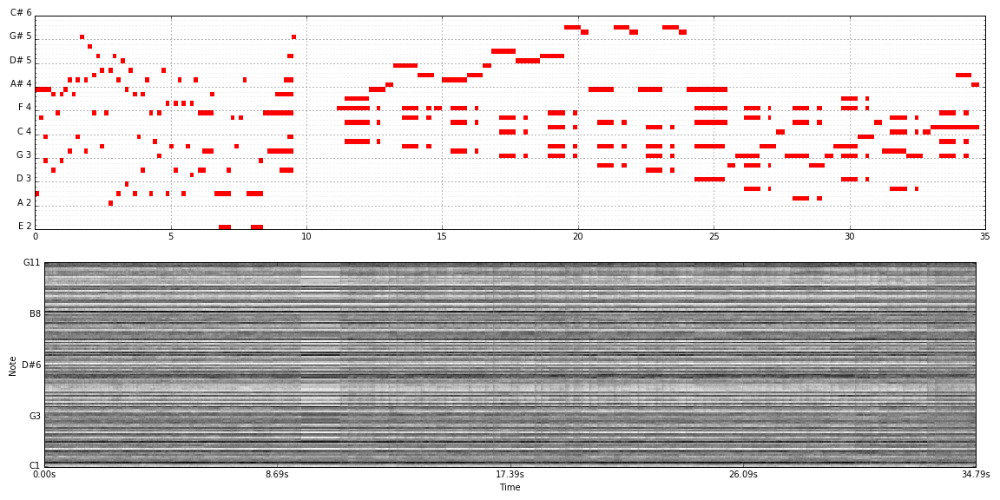 C# 6
G# 5
D# 5
A# 4
F 4
C 4
G 3
D 3
A 2
E 2
0 5 10 15 20 25 30 35
G11
B8
D#6
G3
C1
Note
0.00s 8.69s 17.39s 26.09s 34.79s
Time